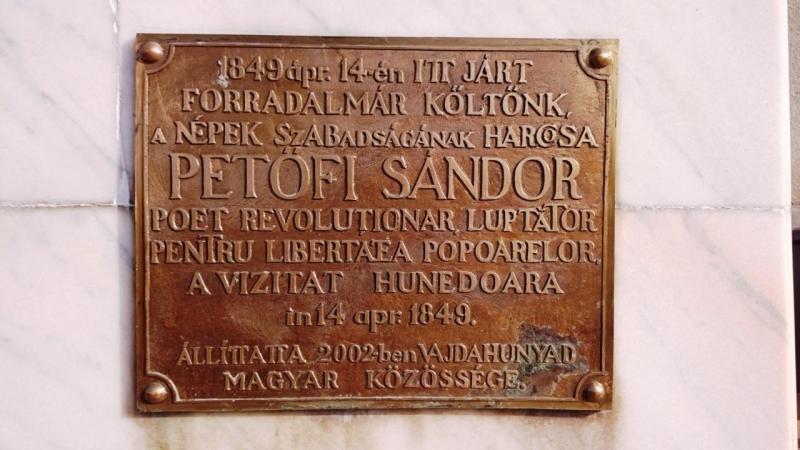 1849 ápr. 14-én ITT JÁRT
FORRADALMÁR KÖLTŐNK,
A NÉPEK SZABADSÁGÁNAK HARCOSA
PETŐFI SÁNDOR
POET REVOLUȚIONAR, LUPTĂTOR
PENTRU LIBERTATEA POPOARELOR,
A VIZITAT HUNEDOARA
în 14 apr. 1849.
ÁLLÍTATTA 2002-ben VAJDAHUNYAD
MAGYAR KÖZÖSSÉGE.